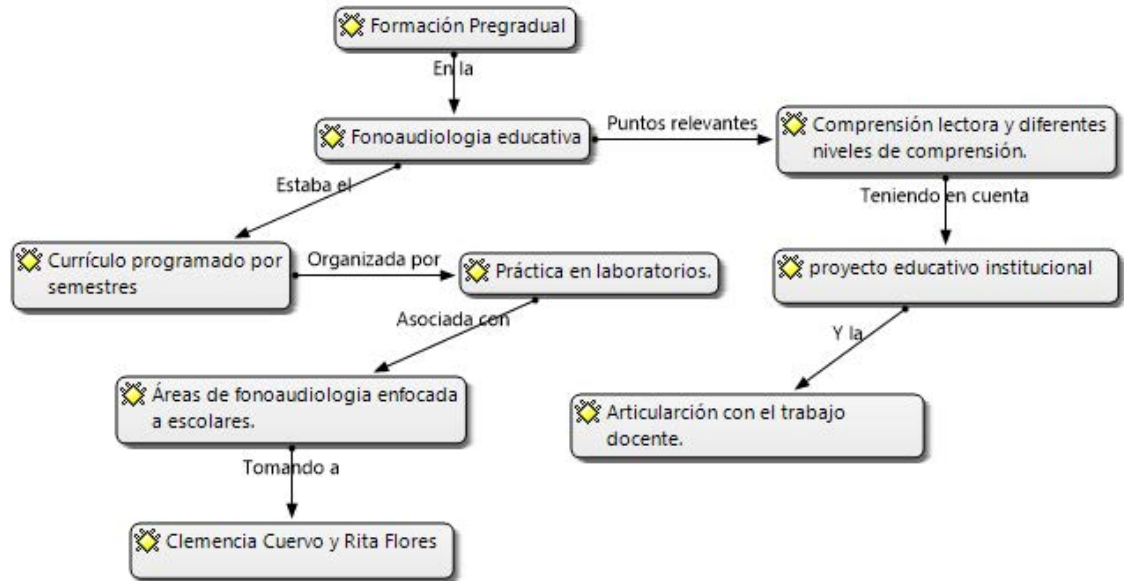 Formación Pregradual
En la
Fonoaudiologia educativa
Puntos relevantes
Comprensión lectora y diferentes
niveles de comprensión.
Estaba el
Teniendo en cuenta
Currículo programado por
semestres
Organizada por
Práctica en laboratorios.
proyecto educativo institucional
Asociada con
Y la
Áreas de fonoaudiologia enfocada
a escolares.
Articularción con el trabajo
docente.
Tomando a
Clemencia Cuervo y Rita Flores